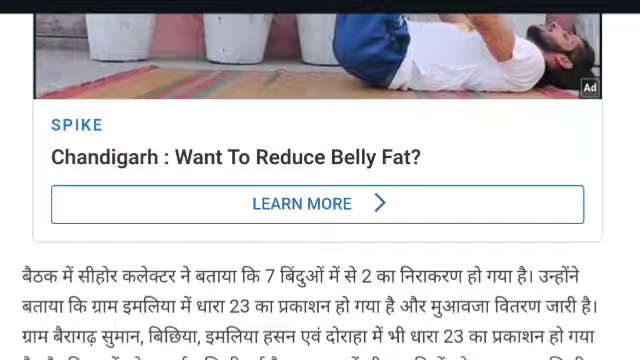 Ad
SPIKE
Chandigarh : Want To Reduce Belly Fat?
LEARN MORE
बैठक में सीहोर कलेक्टर ने बताया कि 7 बिंदुओं में से 2 का निराकरण हो गया है। उन्होंने
बताया कि ग्राम इमलिया में धारा 23 का प्रकाशन हो गया है और मुआवजा वितरण जारी है।
ग्राम बैरागढ़ सुमान, बिछिया, इमलिया हसन एवं दोराहा में भी धारा 23 का प्रकाशन हो गया